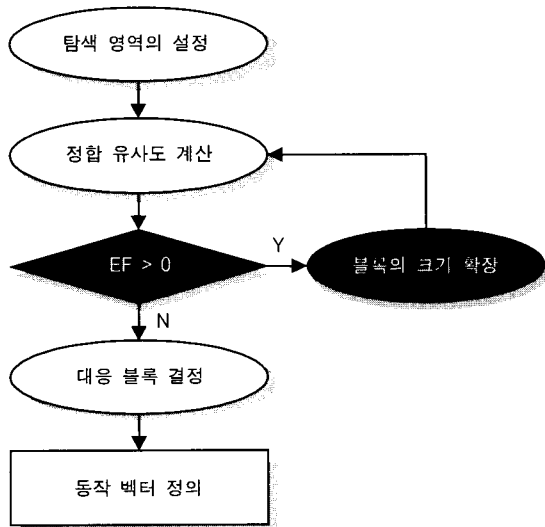 탐색 영역의 설정
정합 유사도 계산
EF > 0
Y
블록의 크기 확장
N
대응 블록 결정
동작 벡터 정의